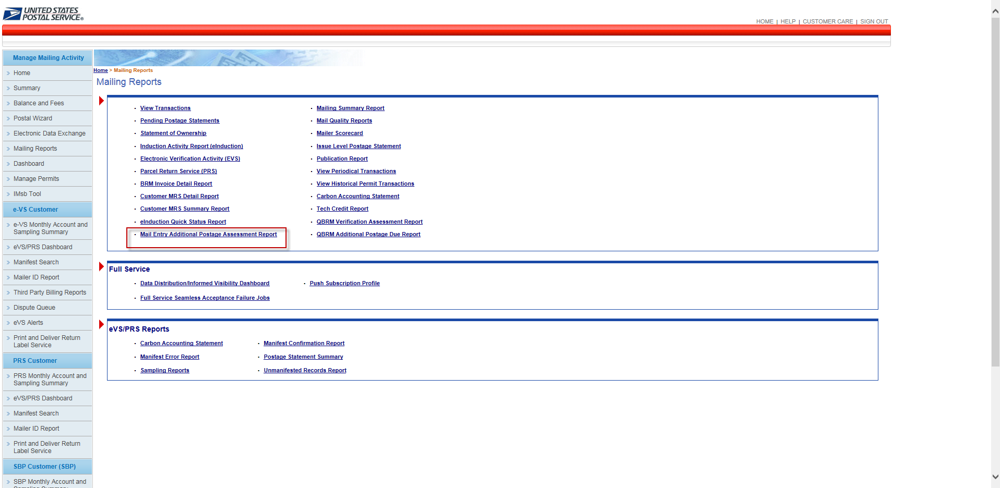 UNITED STATES
POSTAL SERVICE®
HOME | HELP | CUSTOMER CARE | SIGN OUT
Manage Mailing Activity
Home
Summary
Balance and Fees
Postal Wizard
Electronic Data Exchange
Mailing Reports
Dashboard
Manage Permits
IMsb Tool
e-VS Customer
e-VS Monthly Account and
Sampling Summary
eVS/PRS Dashboard
Manifest Search
Mailer ID Report
Third Party Billing Reports
Dispute Queue
eVS Alerts
Print and Deliver Return
Label Service
PRS Customer
PRS Monthly Account and
Sampling Summary
eVS/PRS Dashboard
Manifest Search
Mailer ID Report
Print and Deliver Return
Label Service
SBP Customer (SBP)
SBP Monthly Account and
Home > Mailing Reports
Mailing Reports
View Transactions
Pending Postage Statements
Statement of Ownership
Induction Activity Report (eInduction)
Electronic Verification Activity (EVS)
Parcel Return Service (PRS)
BRM Invoice Detail Report
Customer MRS Detail Report
Customer MRS Summary Report
eInduction Quick Status Report
Mail Entry Additional Postage Assessment Report
Mailing Summary Report
Mail Quality Reports
Mailer Scorecard
Issue Level Postage Statement
Publication Report
View Periodical Transactions
View Historical Permit Transactions
Carbon Accounting Statement
Tech Credit Report
QBRM Verification Assessment Report
QBRM Additional Postage Due Report
Full Service
Data Distribution/Informed Visibility Dashboard
Full Service Seamless Acceptance Failure Jobs
Push Subscription Profile
eVS/PRS Reports
Carbon Accounting Statement
Manifest Error Report
Sampling Reports
Manifest Confirmation Report
Postage Statement Summary
Unmanifested Records Report